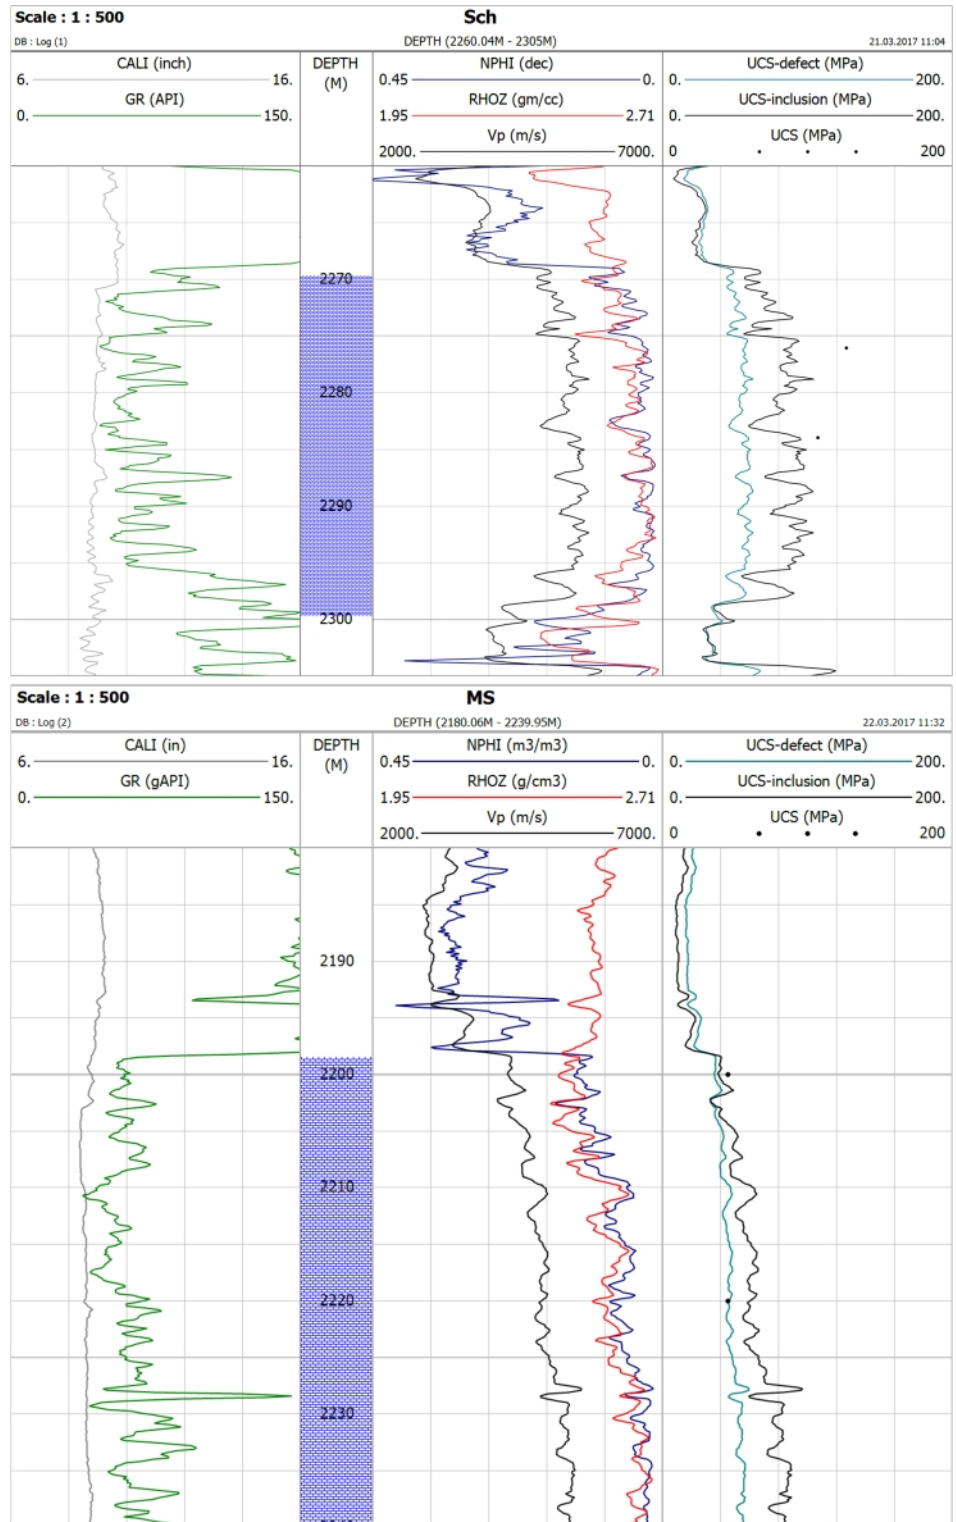 Scale : 1 : 500 Sch
DB : Log (1) DEPTH (2260.04M - 2305M) 21.03.2017 11:04
CALI (inch) DEPTH NPHI (dec) UCS-defect (MPa)
6. 16. (M) 0.45 0. 0. 200.
GR (API) RHOZ (gm/cc) UCS-inclusion (MPa)
0. 150. 1.95 2.71 0. 200.
Vp (m/s) UCS (MPa)
2000. 7000. 0 200
2270
2280
2290
2300
Scale : 1 : 500 MS
DB : Log (2) DEPTH (2180.06M - 2239.95M) 22.03.2017 11:32
CALI (in) DEPTH NPHI (m3/m3) UCS-defect (MPa)
6. 16. (M) 0.45 0. 0. 200.
GR (gAPI) RHOZ (g/cm3) UCS-inclusion (MPa)
0. 150. 1.95 2.71 0. 200.
Vp (m/s) UCS (MPa)
2000. 7000. 0 200
2190
2200
2210
2220
2230